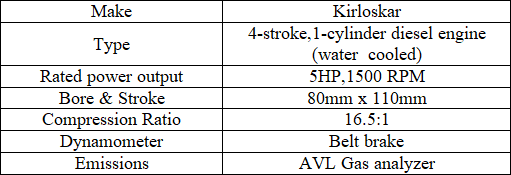 Make Kirloskar
Type 4-stroke,1-cylinder diesel engine
(water cooled)
Rated power output 5HP,1500 RPM
Bore & Stroke 80mm x 110mm
Compression Ratio 16.5:1
Dynamometer Belt brake
Emissions AVL Gas analyzer